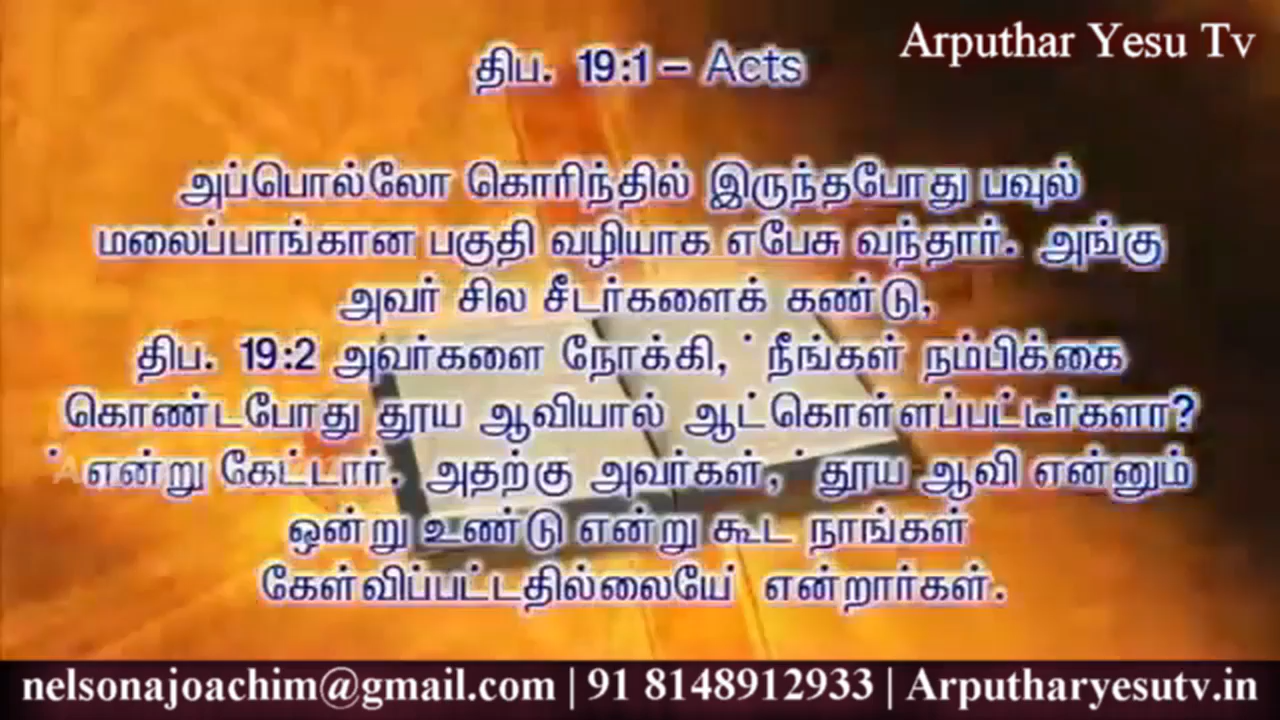 Arputhar Yesu Tv
திப. 19:1 – Acts
அப்பொல்லோ கொரிந்தில் இருந்தபோது பவுல்
மலைப்பாங்கான பகுதி வழியாக எபேசு வந்தார். அங்கு
அவர் சில சீடர்களைக் கண்டு,
திப. 19:2 அவர்களை நோக்கி, ' நீங்கள் நம்பிக்கை
கொண்டபோது தூய ஆவியால் ஆட்கொள்ளப்பட்டீர்களா?
' என்று கேட்டார். அதற்கு அவர்கள், ' தூய ஆவி என்னும்
ஒன்று உண்டு என்று கூட நாங்கள்
கேள்விப்பட்டதில்லையே' என்றார்கள்.
nelsonajoachim@gmail.com | 91 8148912933 | Arputharyesutv.in